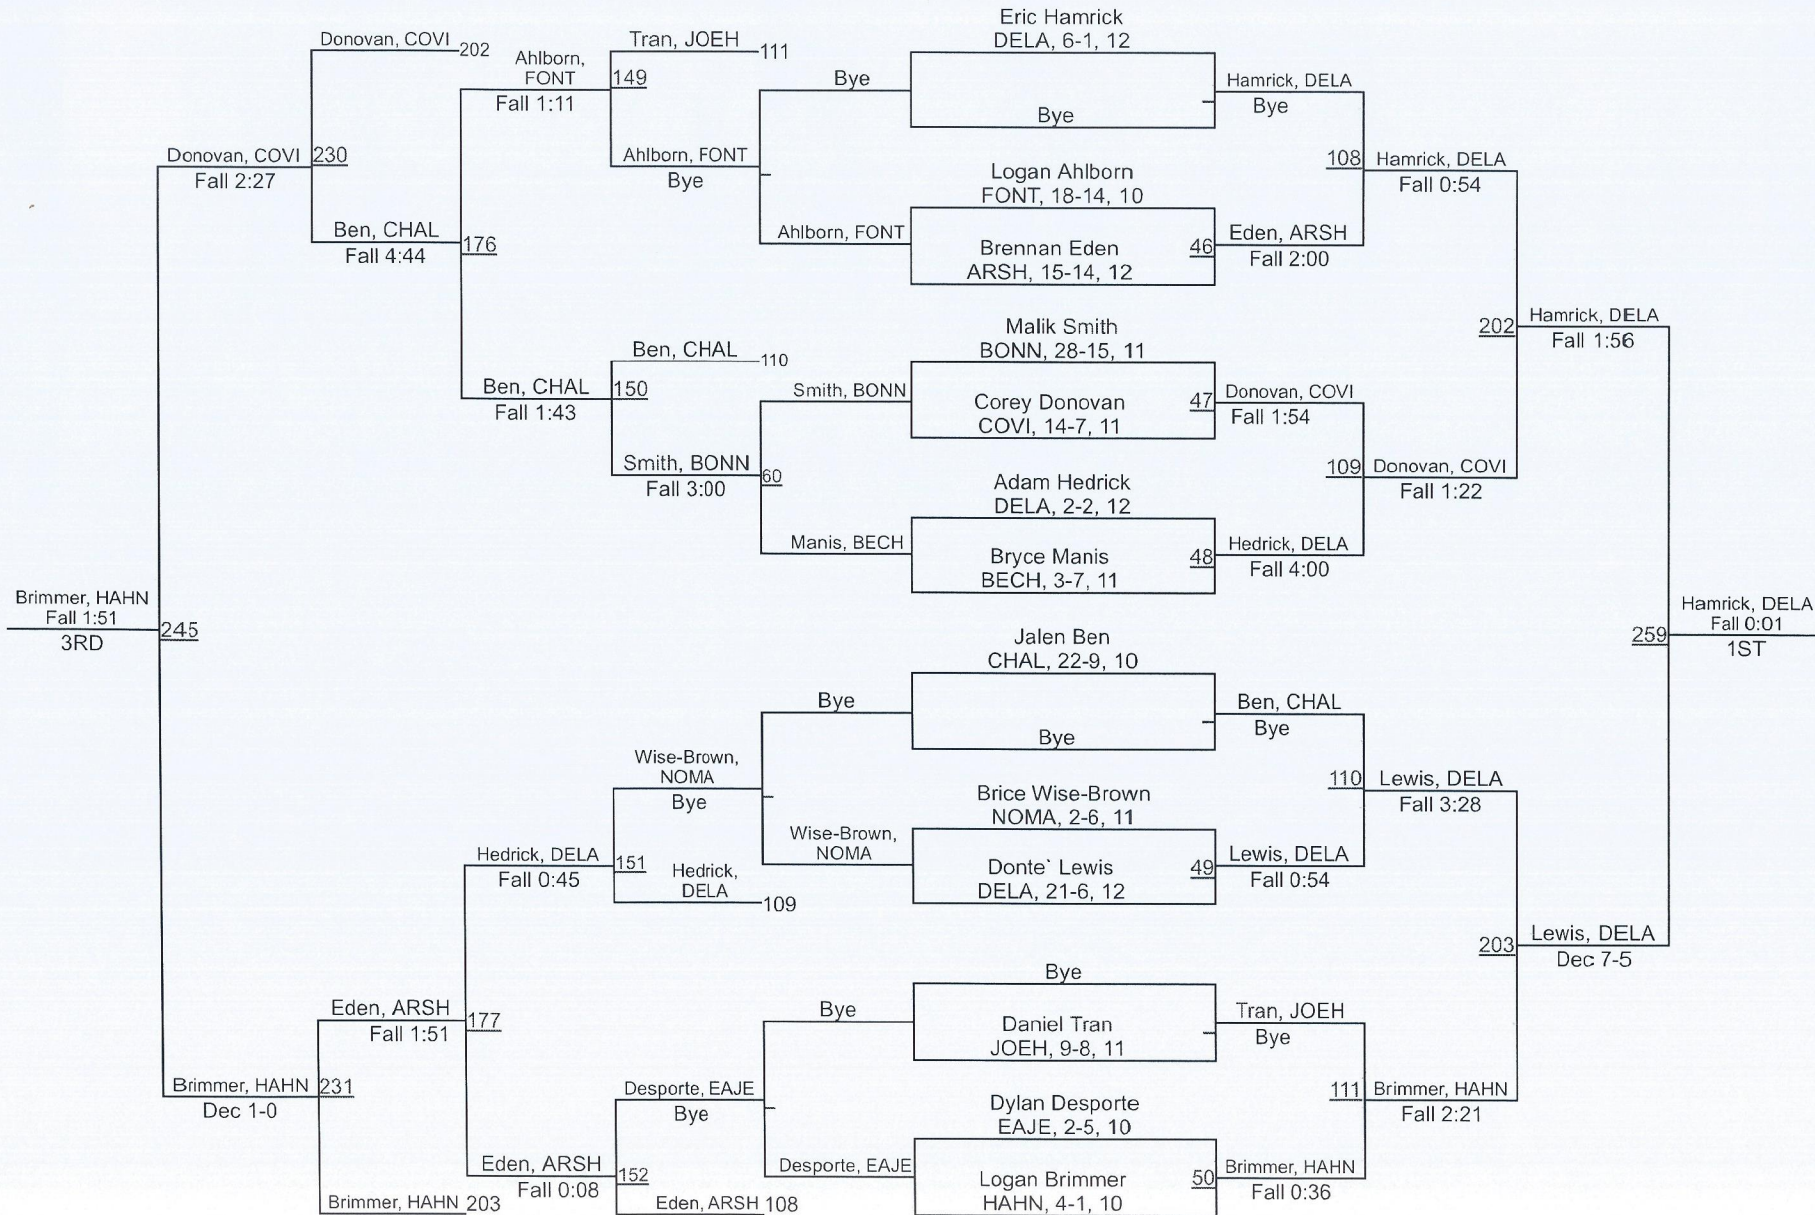 Donovan, COVI
202
Ahlborn,
FONT
Fall 1:11
Tran, JOEH
111
149
Bye
Eric Hamrick
DELA, 6-1, 12
Bye
Hamrick, DELA
Bye
Donovan, COVI
Fall 2:27
230
Ahlborn, FONT
Bye
Logan Ahlborn
FONT, 18-14, 10
108
Hamrick, DELA
Fall 0:54
Ben, CHAL
Fall 4:44
176
Ahlborn, FONT
Brennan Eden
ARSH, 15-14, 12
46
Eden, ARSH
Fall 2:00
Malik Smith
BONN, 28-15, 11
202
Hamrick, DELA
Fall 1:56
Ben, CHAL
110
Ben, CHAL
Fall 1:43
150
Smith, BONN
Corey Donovan
COVI, 14-7, 11
47
Donovan, COVI
Fall 1:54
Smith, BONN
Fall 3:00
60
Adam Hedrick
DELA, 2-2, 12
109
Donovan, COVI
Fall 1:22
Manis, BECH
Bryce Manis
BECH, 3-7, 11
48
Hedrick, DELA
Fall 4:00
Brimmer, HAHN
Fall 1:51
3RD
245
Jalen Ben
CHAL, 22-9, 10
259
Hamrick, DELA
Fall 0:01
1ST
Bye
Bye
Ben, CHAL
Bye
Wise-Brown,
NOMA
Bye
Brice Wise-Brown
NOMA, 2-6, 11
110
Lewis, DELA
Fall 3:28
Hedrick, DELA
Fall 0:45
151
Hedrick,
DELA
109
Wise-Brown,
NOMA
Donte` Lewis
DELA, 21-6, 12
49
Lewis, DELA
Fall 0:54
203
Lewis, DELA
Dec 7-5
Eden, ARSH
Fall 1:51
177
Bye
Bye
Daniel Tran
JOEH, 9-8, 11
Tran, JOEH
Bye
Brimmer, HAHN
Dec 1-0
231
Desporte, EAJE
Bye
Dylan Desporte
EAJE, 2-5, 10
111
Brimmer, HAHN
Fall 2:21
Eden, ARSH
Fall 0:08
152
Desporte, EAJE
Logan Brimmer
HAHN, 4-1, 10
50
Brimmer, HAHN
Fall 0:36
Brimmer, HAHN
203
Eden, ARSH
108